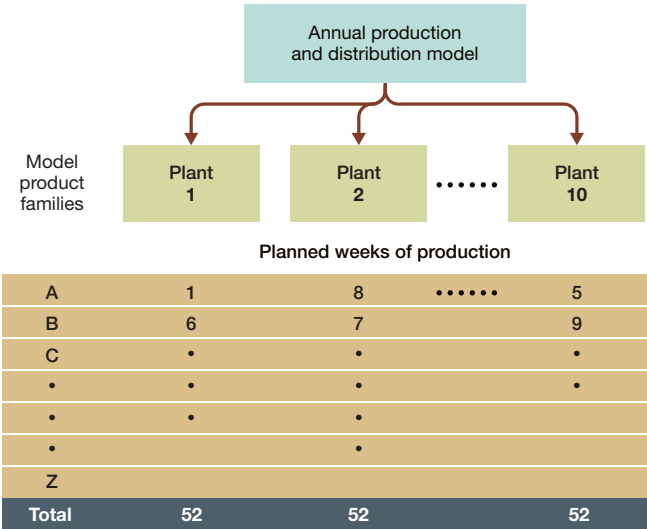 Annual production
and distribution model
Model
product
families
Plant
1
Plant
2
••••••
Plant
10
Planned weeks of production
A 1 8 •••••• 5
B 6 7 9
C • • •
• • • •
• • •
• •
Z
Total 52 52 52